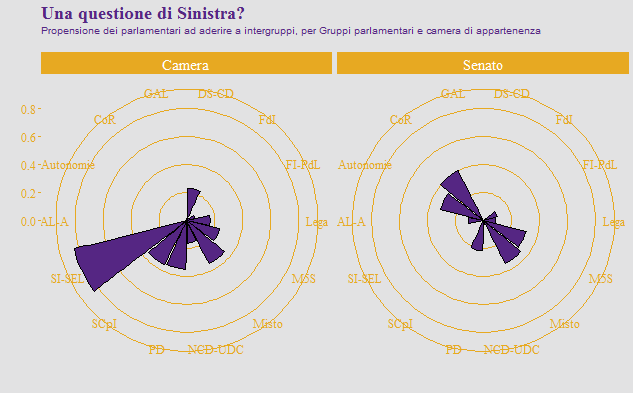 Una questione di Sinistra?
Propensione dei parlamentari ad aderire a intergruppi, per Gruppi parlamentari e camera di appartenenza
Camera
Senato
GAL
DS-CD
CoR
FdI
Autonomie
FI-PdL
AL-A
Lega
SI-SEL
M5S
SCpI
Misto
PD
NCD-UDC
0.8
0.6
0.4
0.2
0.0
GAL
DS-CD
CoR
FdI
Autonomie
FI-PdL
AL-A
Lega
SI-SEL
M5S
SCpI
Misto
PD
NCD-UDC